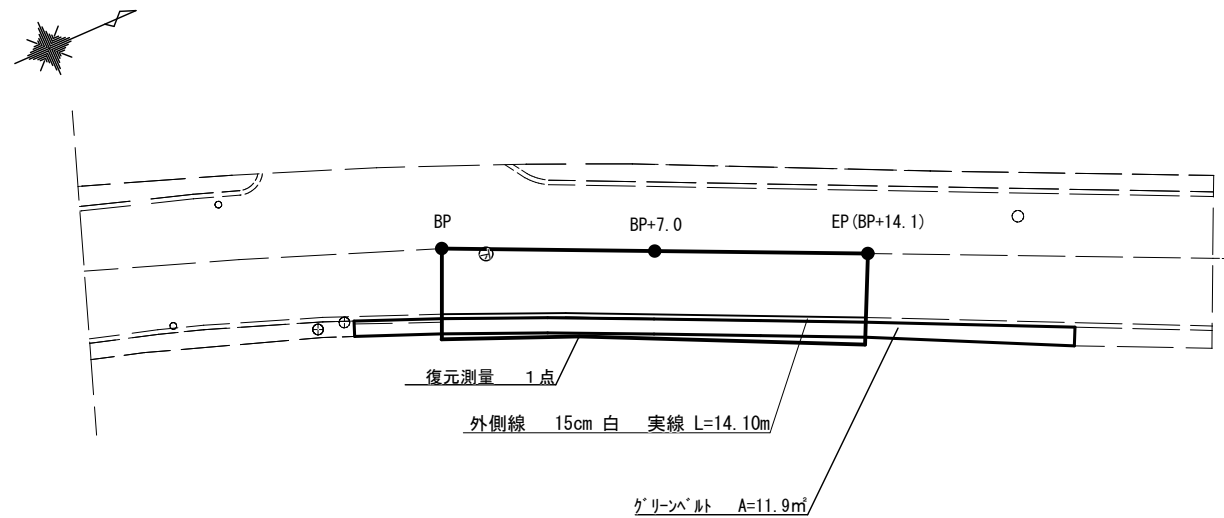 BP
BP+7.0
EP(BP+14.1)
復元測量 1点
外側線 15cm 白 実線 L=14.10m
グリーンベルト A=11.9㎡